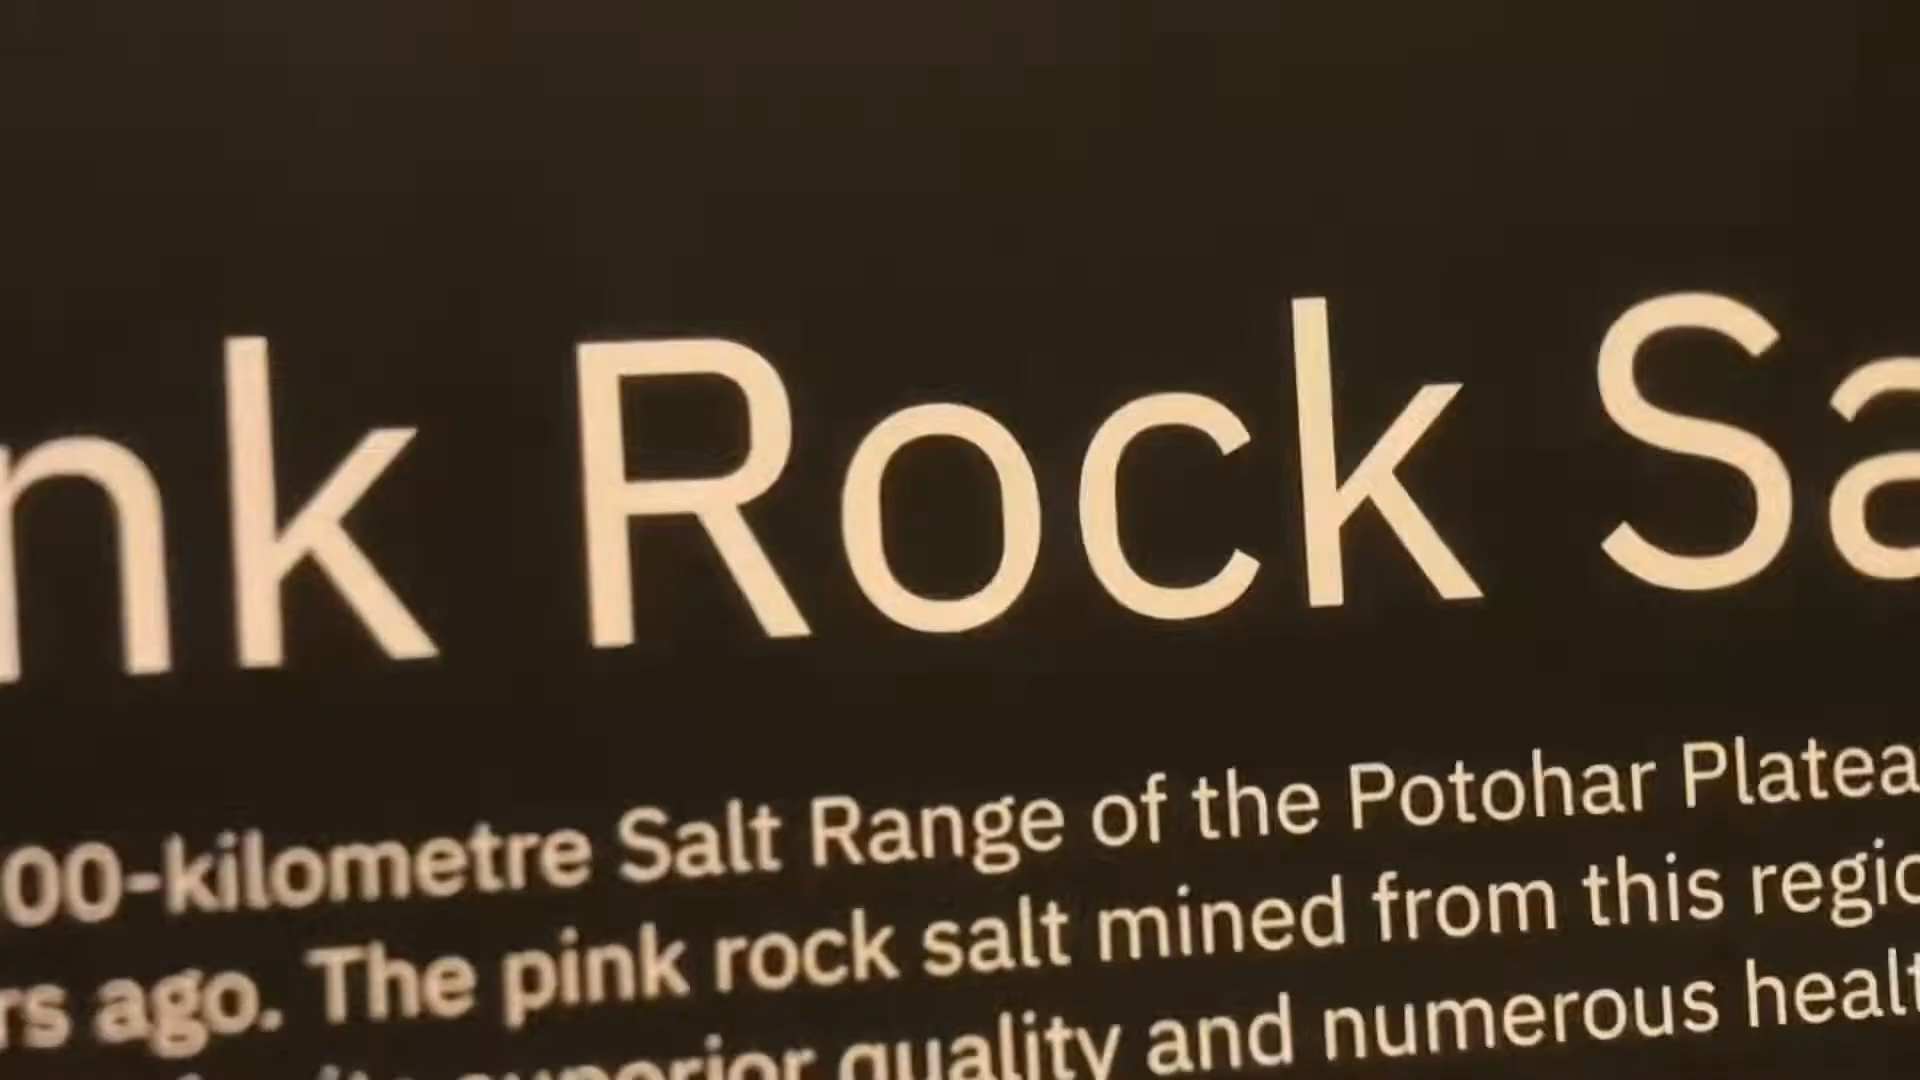 nk Rock Sa
00-kilometre Salt Range of the Potohar Platea
rs ago. The pink rock salt mined from this regio
superior quality and numerous healt